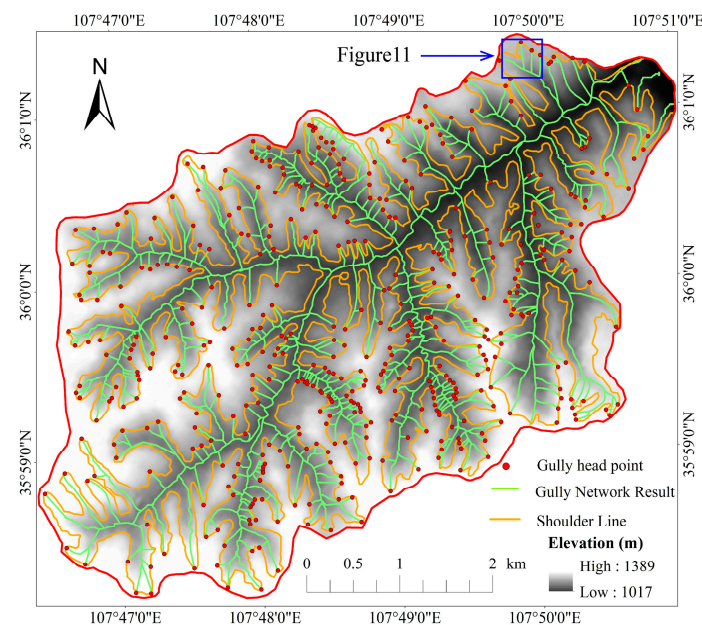 107°47'0"E 107°48'0"E 107°49'0"E 107°50'0"E 107°51'0"E
Figure11
N
36°1'0"N
36°1'0"N
36°0'0"N
36°0'0"N
35°59'0"N
35°59'0"N
Gully head point
Gully Network Result
Shoulder Line
Elevation (m)
High : 1389
Low : 1017
0 0.5 1 2 km
107°47'0"E 107°48'0"E 107°49'0"E 107°50'0"E